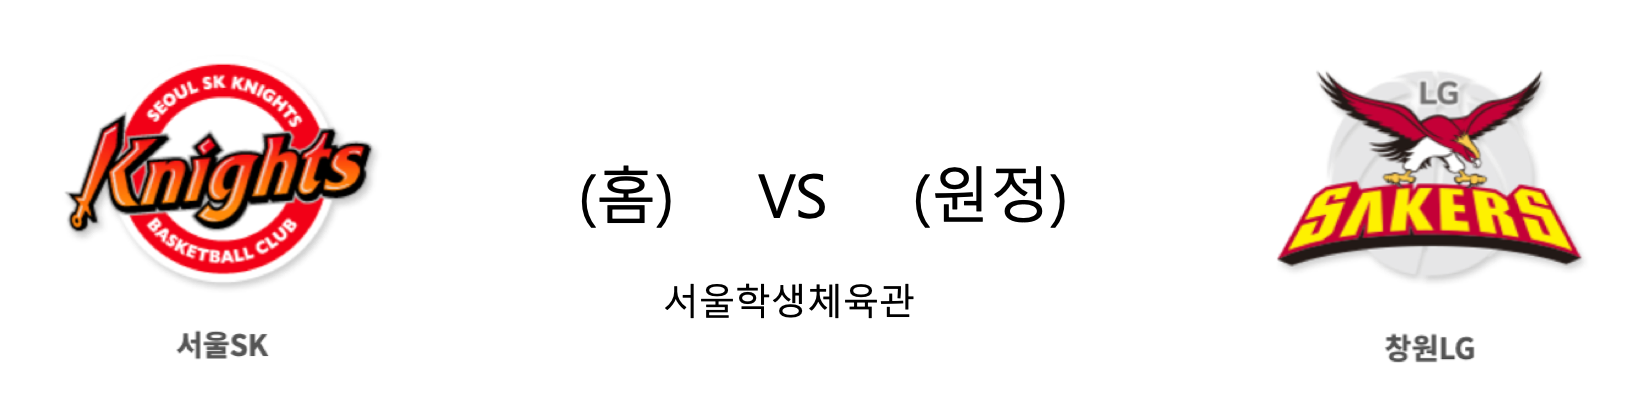 SEOUL SK KNIGHTS
Knights
BASKETBALL CLUB
서울SK
(홈) VS (원정)
서울학생체육관
LG
SAKERS
창원LG